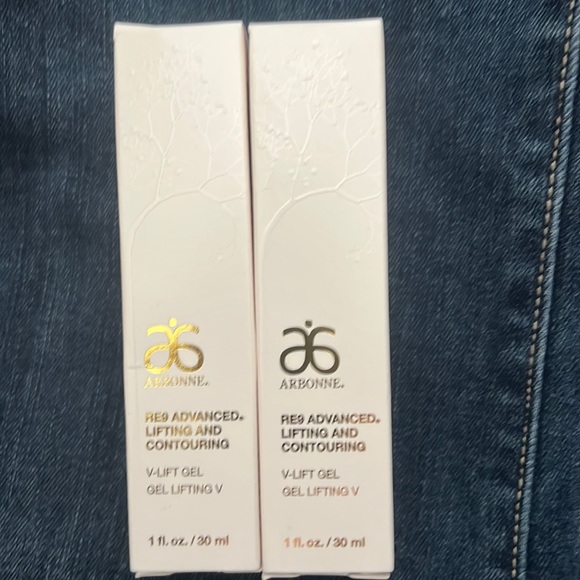 ARBONNE®
RE9 ADVANCED®
LIFTING AND
CONTOURING
V-LIFT GEL
GEL LIFTING V
1 fl. oz. / 30 ml
ARBONNE®
RE9 ADVANCED®
LIFTING AND
CONTOURING
V-LIFT GEL
GEL LIFTING V
1 fl. oz. / 30 ml